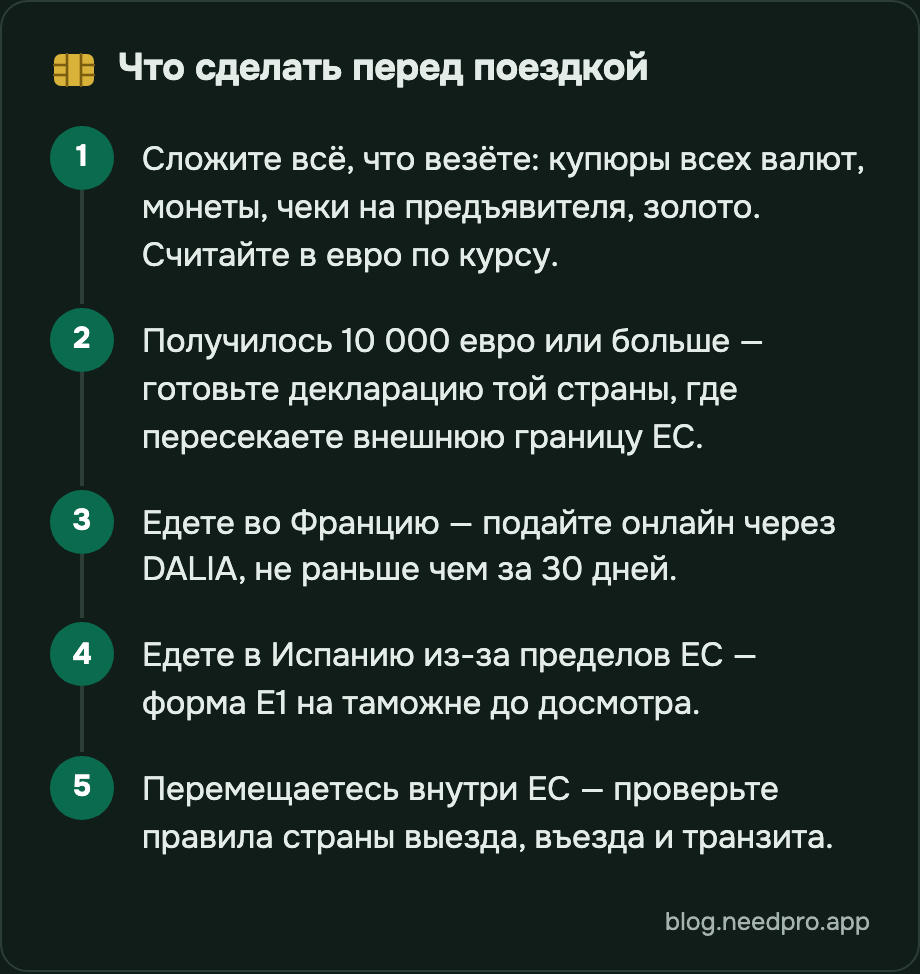 Что сделать перед поездкой
1
Сложите всё, что везёте: купюры всех валют,
монеты, чеки на предъявителя, золото.
Считайте в евро по курсу.
2
Получилось 10 000 евро или больше —
готовьте декларацию той страны, где
пересекаете внешнюю границу ЕС.
3
Едете во Францию — подайте онлайн через
DALIA, не раньше чем за 30 дней.
4
Едете в Испанию из-за пределов ЕС —
форма E1 на таможне до досмотра.
5
Перемещаетесь внутри ЕС — проверьте
правила страны выезда, въезда и транзита.
blog.needpro.app